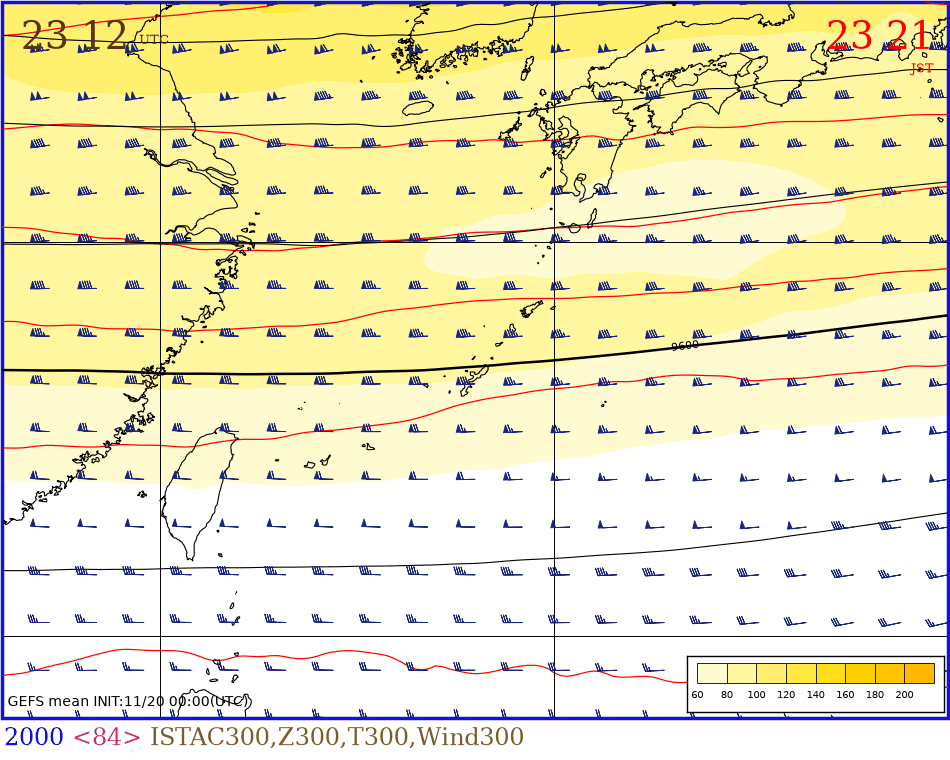 23 12 UTC 23 21 JST
9600
60 80 100 120 140 160 180 200
GEFS mean INIT:11/20 00:00(UTC)
2000 <84> ISTAC300,Z300,T300,Wind300